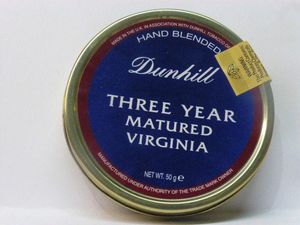 MADE IN THE U.K. IN ASSOCIATION WITH DUNHILL TOBACCO OF
HAND BLENDED
Dunhill
THREE YEAR
MATURED
VIRGINIA
NET WT. 50 g ℮
MANUFACTURED UNDER AUTHORITY OF THE TRADE MARK OWNER